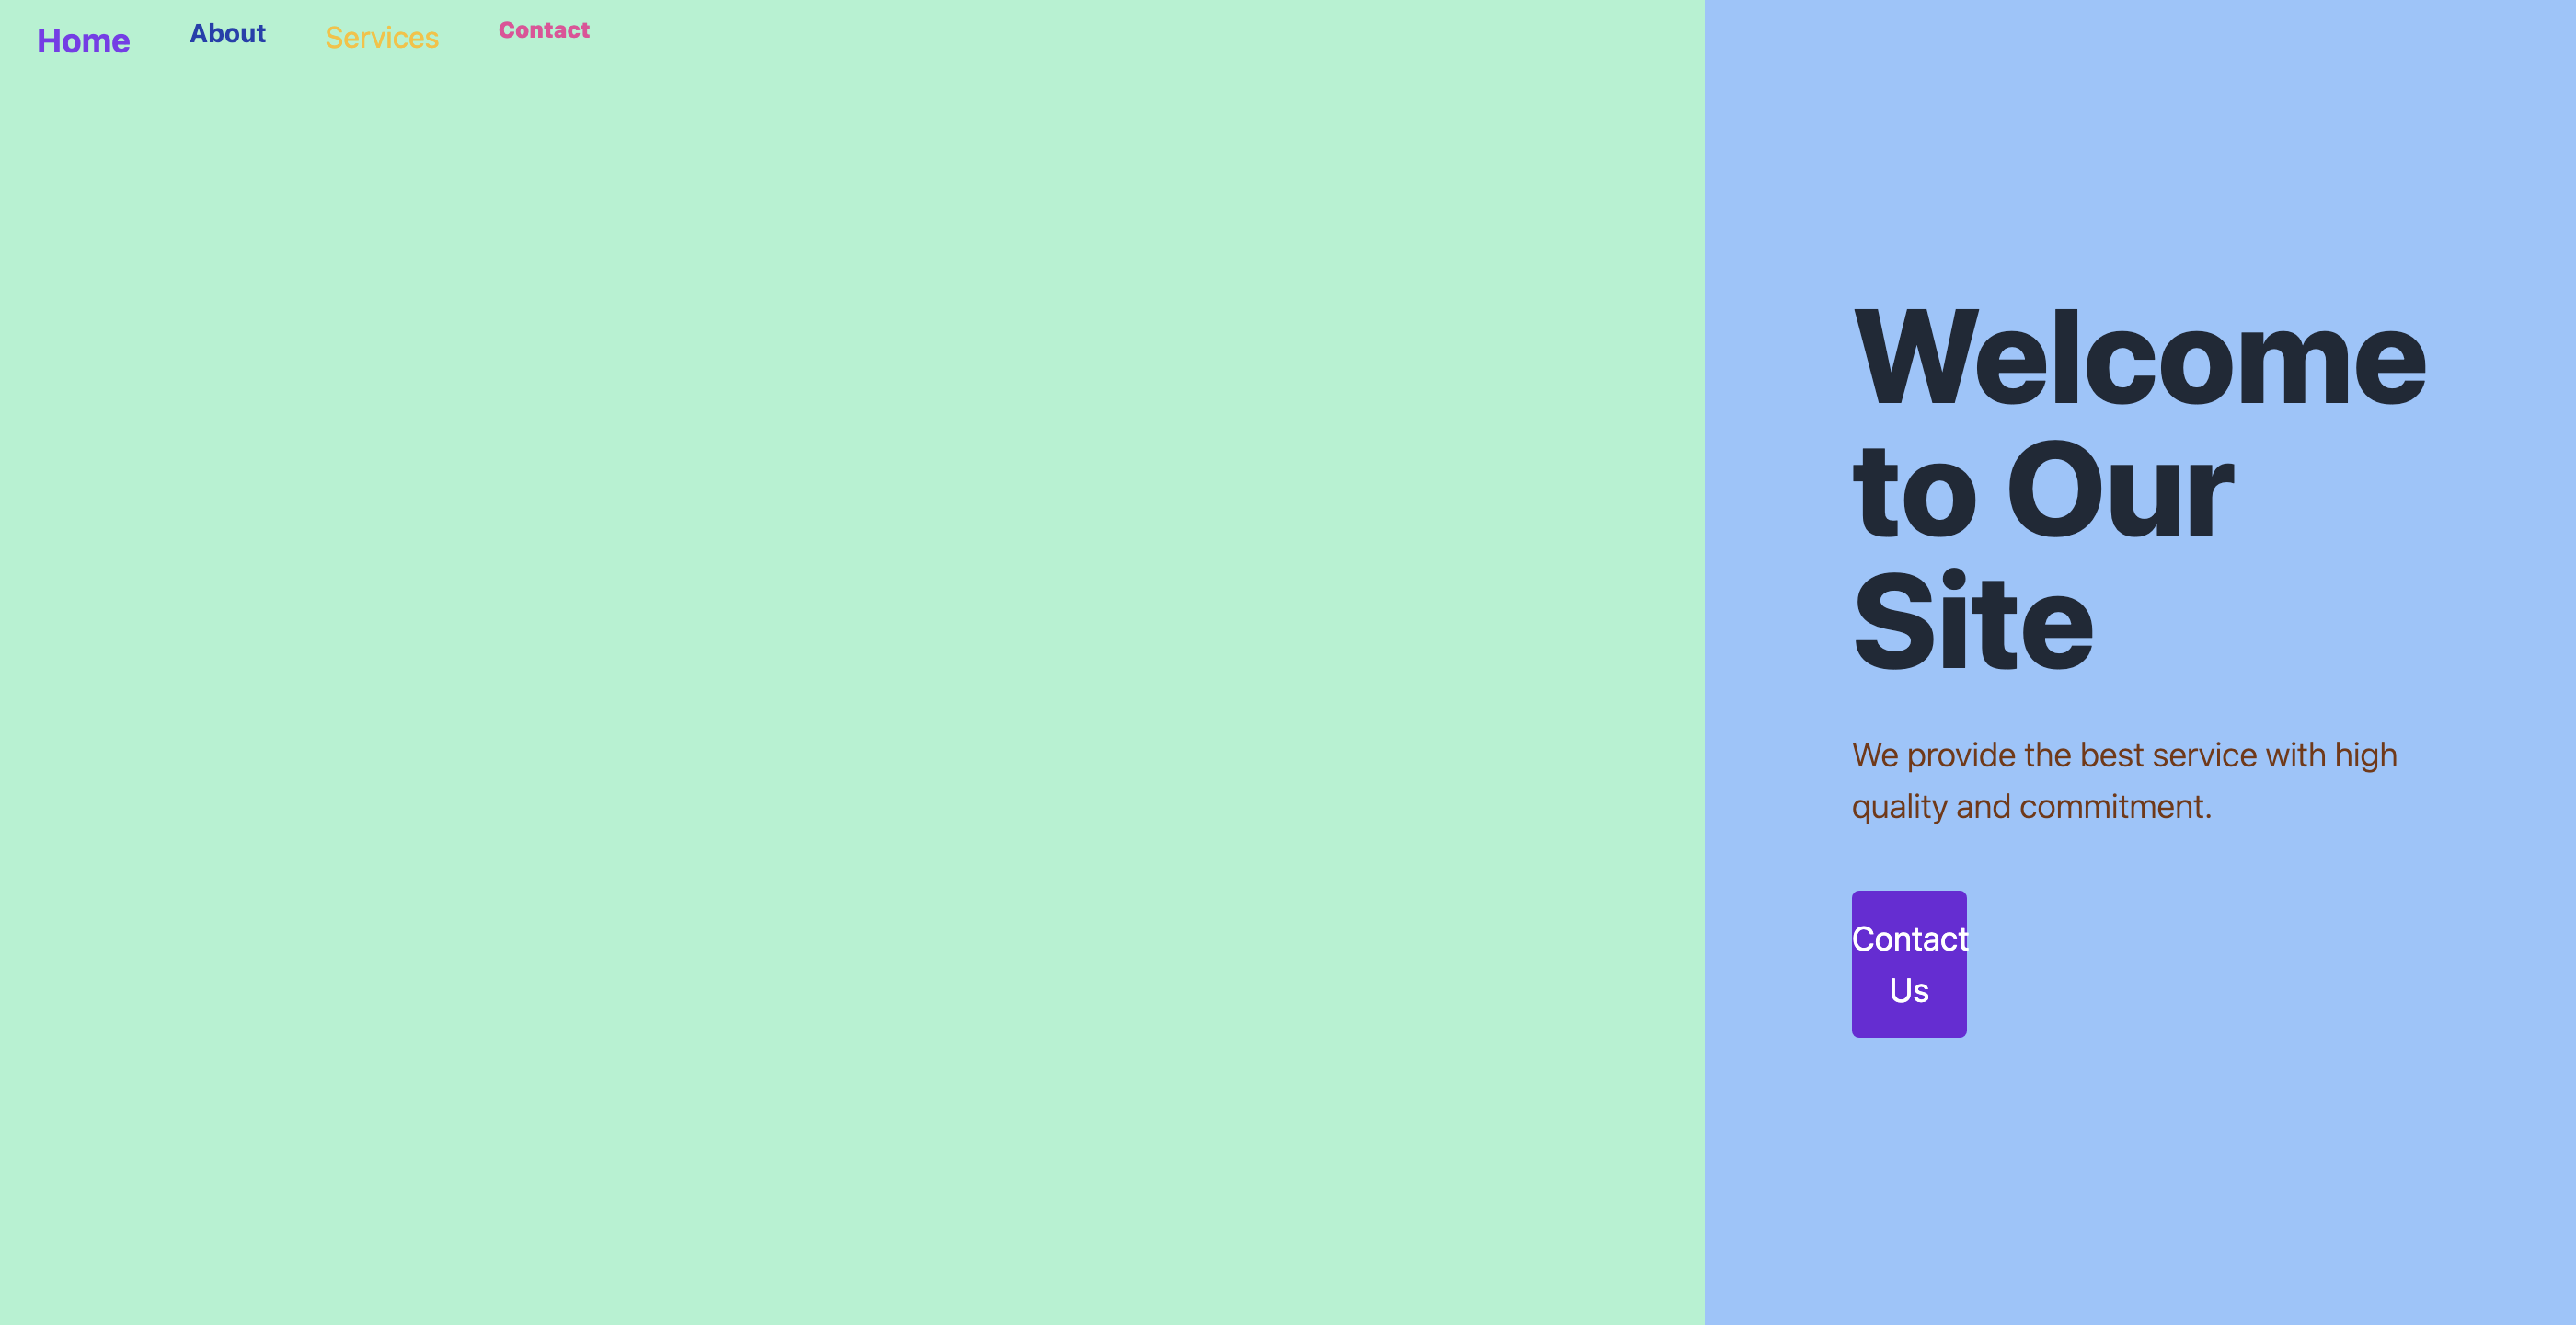 Home About Services Contact
Welcome
to Our
Site
We provide the best service with high
quality and commitment.
Contact
Us